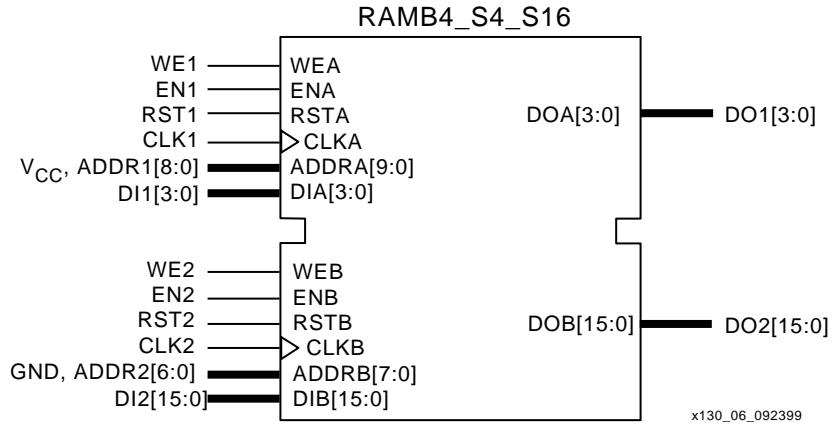 RAMB4_S4_S16
WE1 WEA
EN1 ENA
RST1 RSTA DOA[3:0] DO1[3:0]
CLK1 CLKA
VCC, ADDR1[8:0] ADDRA[9:0]
DI1[3:0] DIA[3:0]
WE2 WEB
EN2 ENB
RST2 RSTB DOB[15:0] DO2[15:0]
CLK2 CLKB
GND, ADDR2[6:0] ADDRB[7:0]
DI2[15:0] DIB[15:0]
x130_06_092399